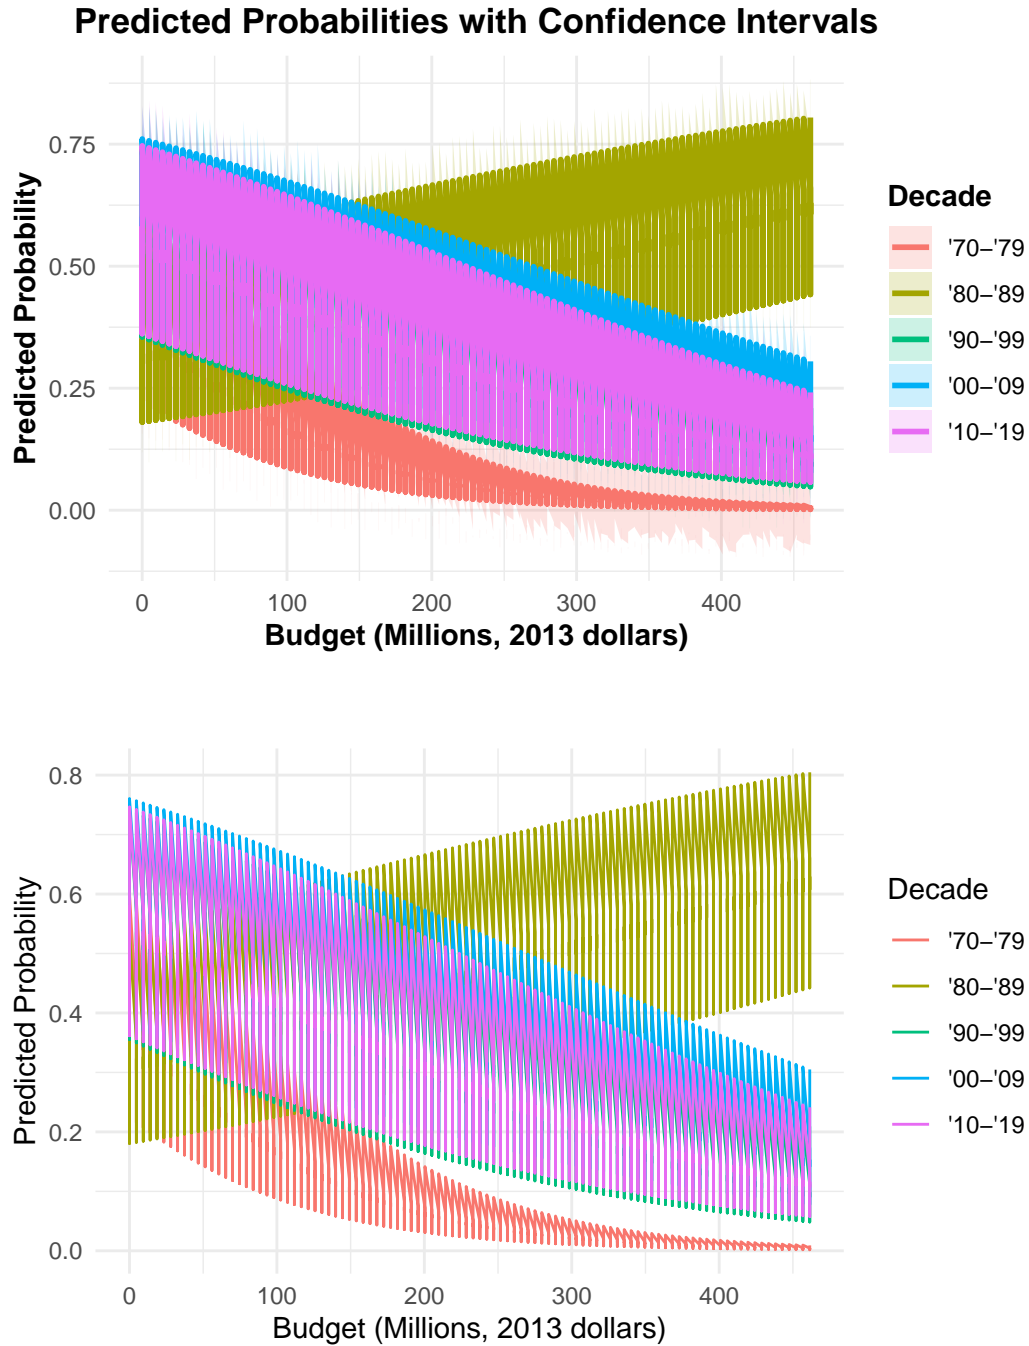 Predicted Probabilities with Confidence Intervals
Predicted Probability
0.75
0.50
0.25
0.00
0 100 200 300 400
Budget (Millions, 2013 dollars)
Decade
'70–'79
'80–'89
'90–'99
'00–'09
'10–'19
Predicted Probability
0.8
0.6
0.4
0.2
0.0
0 100 200 300 400
Budget (Millions, 2013 dollars)
Decade
'70–'79
'80–'89
'90–'99
'00–'09
'10–'19